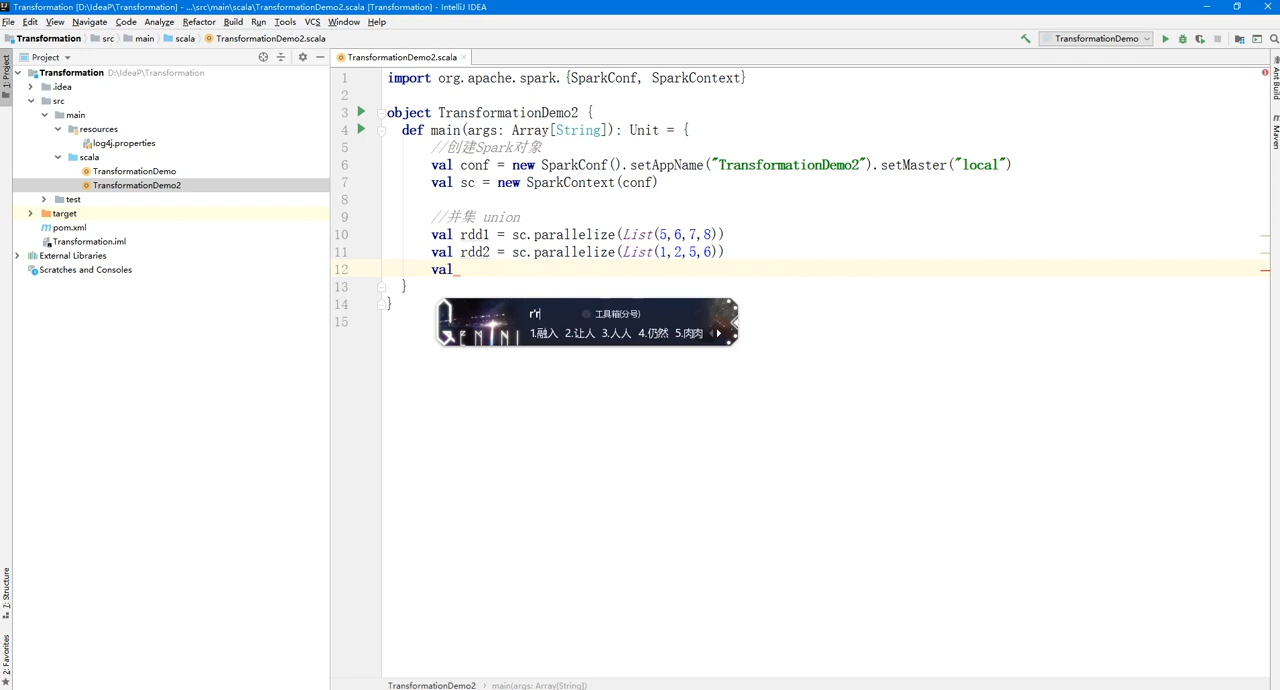 Transformation [D:\IdeaP\Transformation] - ...\src\main\scala\TransformationDemo2.scala [Transformation] - IntelliJ IDEA
File Edit View Navigate Code Analyze Refactor Build Run Tools VCS Window Help
Transformation src main scala TransformationDemo2.scala
TransformationDemo
Project
TransformationDemo2.scala
1: Project
Transformation D:\IdeaP\Transformation
.idea
src
main
resources
log4j.properties
scala
TransformationDemo
TransformationDemo2
test
target
pom.xml
Transformation.iml
External Libraries
Scratches and Consoles
1 import org.apache.spark.{SparkConf, SparkContext}
2
3 object TransformationDemo2 {
4 def main(args: Array[String]): Unit = {
5 //创建Spark对象
6 val conf = new SparkConf().setAppName("TransformationDemo2").setMaster("local")
7 val sc = new SparkContext(conf)
8
9 //并集 union
10 val rdd1 = sc.parallelize(List(5,6,7,8))
11 val rdd2 = sc.parallelize(List(1,2,5,6))
12 val
13 }
14 }
15
r'r 工具箱(分号)
1.融入 2.让人 3.人人 4.仍然 5.肉肉
Ant Build
Maven
7: Structure
2: Favorites
TransformationDemo2 › main(args: Array[String])